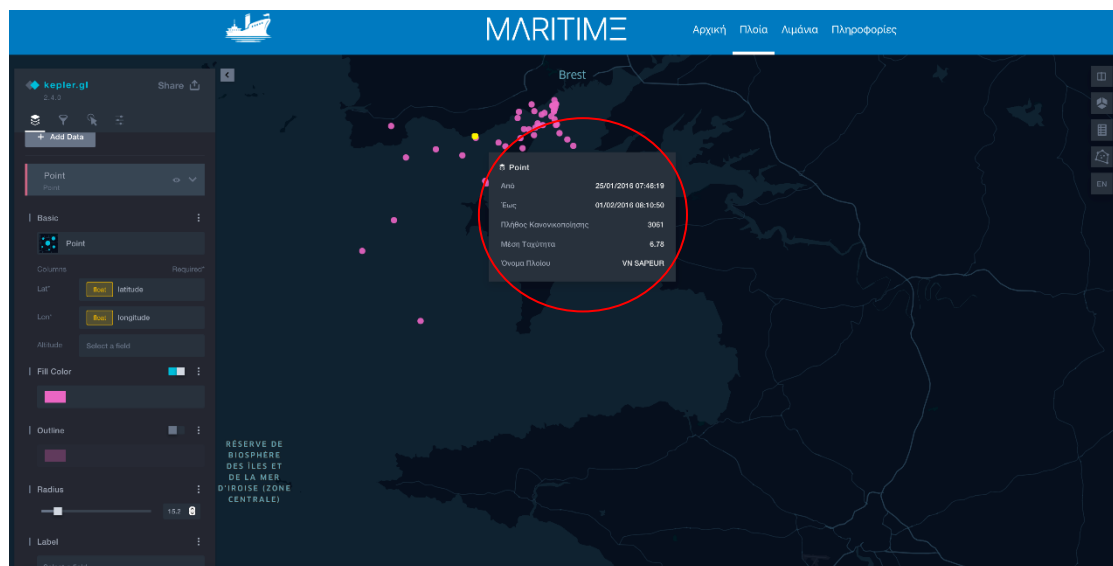 MARITIME
Αρχική Πλοία Λιμάνια Πληροφορίες
kepler.gl
2.4.0
Share
+ Add Data
Point
Point
Basic
Point
Columns
Required*
Lat*
float latitude
Lon*
float longitude
Altitude
Select a field
Fill Color
Outline
Radius
15.2
Label
Brest
Point
Από 25/01/2016 07:46:19
Έως 01/02/2016 08:10:50
Πλήθος Κανονικοποίησης 3051
Μέση Ταχύτητα 6.78
Όνομα Πλοίου VN SAPEUR
RÉSERVE DE
BIOSPHÈRE
DES ÎLES ET
DE LA MER
D'IROISE (ZONE
CENTRALE)
EN